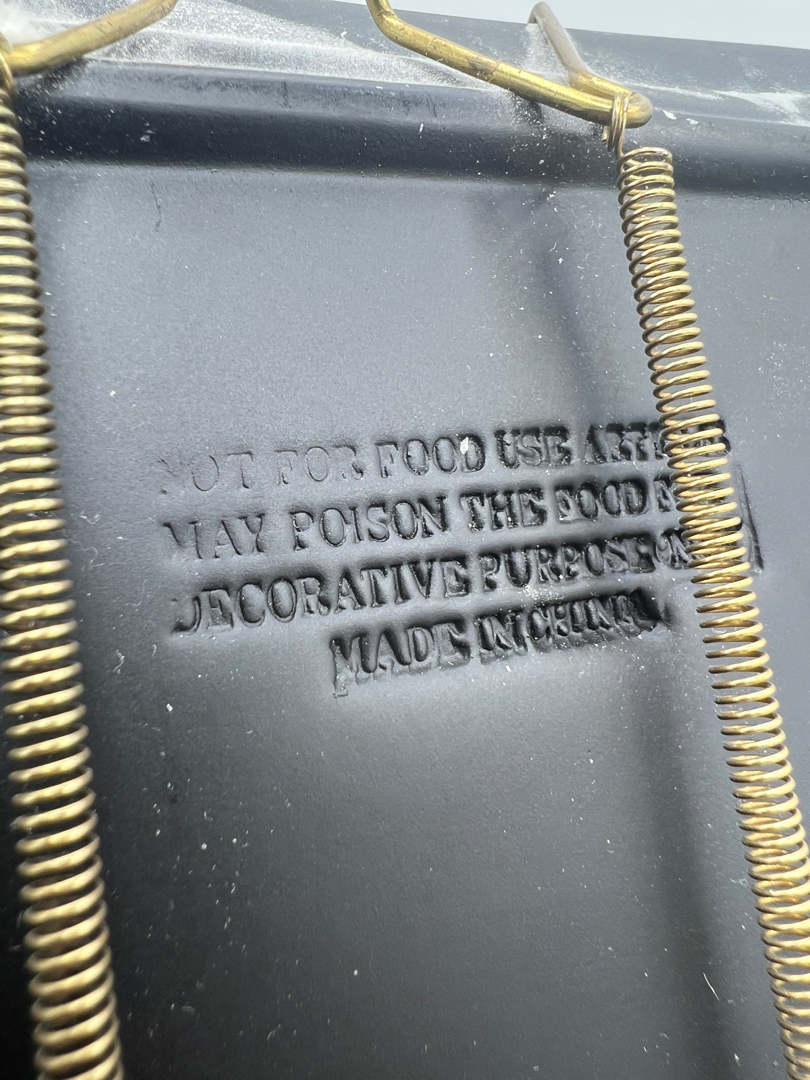 NOT FOR FOOD USE
MAY POISON THE FOOD
DECORATIVE PURPOSE
MADE IN CHINA